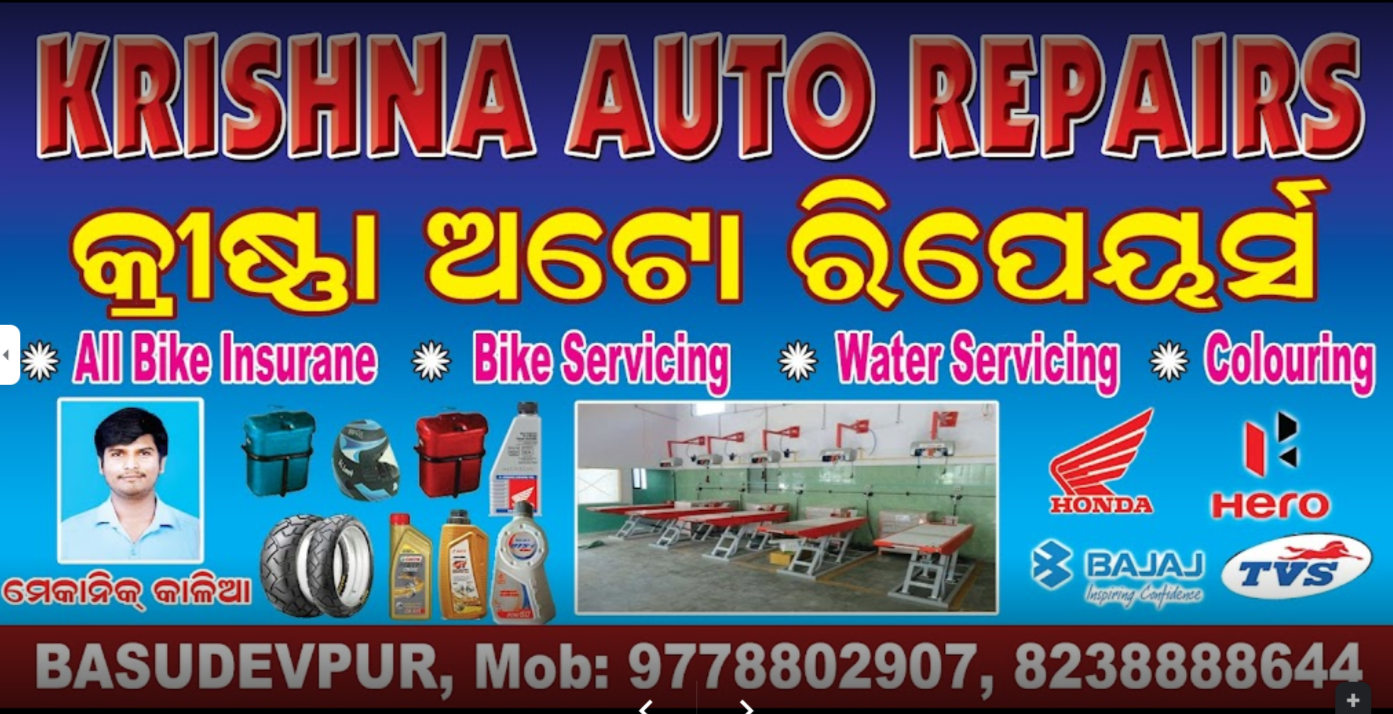 KRISHNA AUTO REPAIRS
କ୍ରୀଷ୍ଣା ଅଟୋ ରିପେୟର୍ସ
All Bike Insurane Bike Servicing Water Servicing Colouring
HONDA
HERO
ମେକାନିକ୍ କାଳିଆ
BAJAJ
Inspiring Confidence
TVS
BASUDEVPUR, Mob: 9778802907, 8238888644